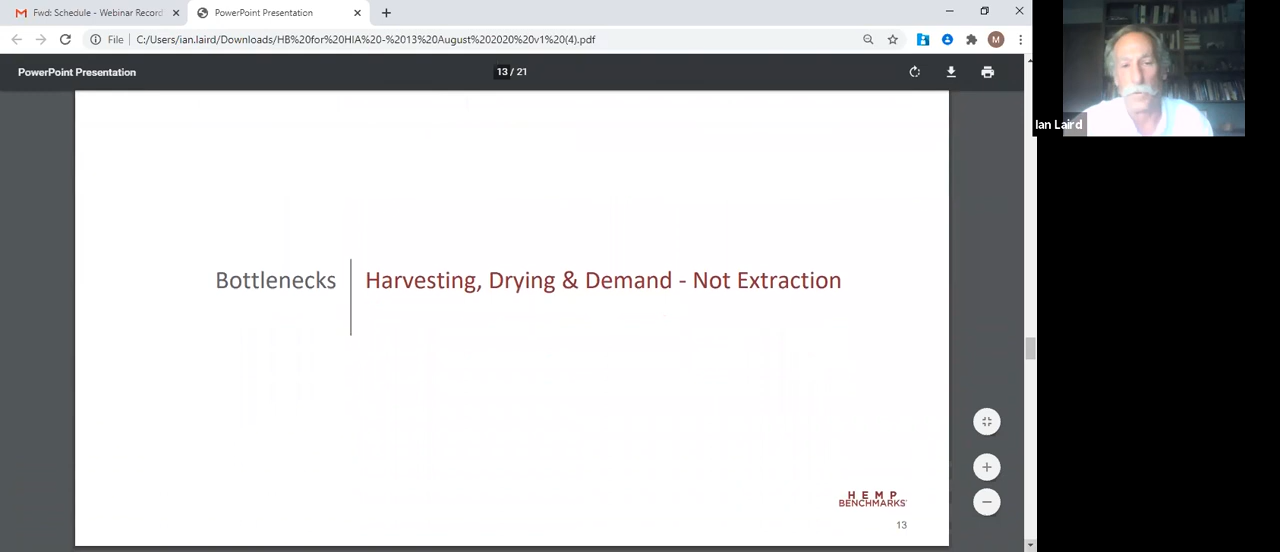 Fwd: Schedule - Webinar Record
PowerPoint Presentation
File
C:/Users/ian.laird/Downloads/HB%20for%20HIA%20-%2013%20August%202020%20v1%20(4).pdf
M
PowerPoint Presentation
13 / 21
Ian Laird
Bottlenecks
Harvesting, Drying & Demand - Not Extraction
HEMP
BENCHMARKS
13